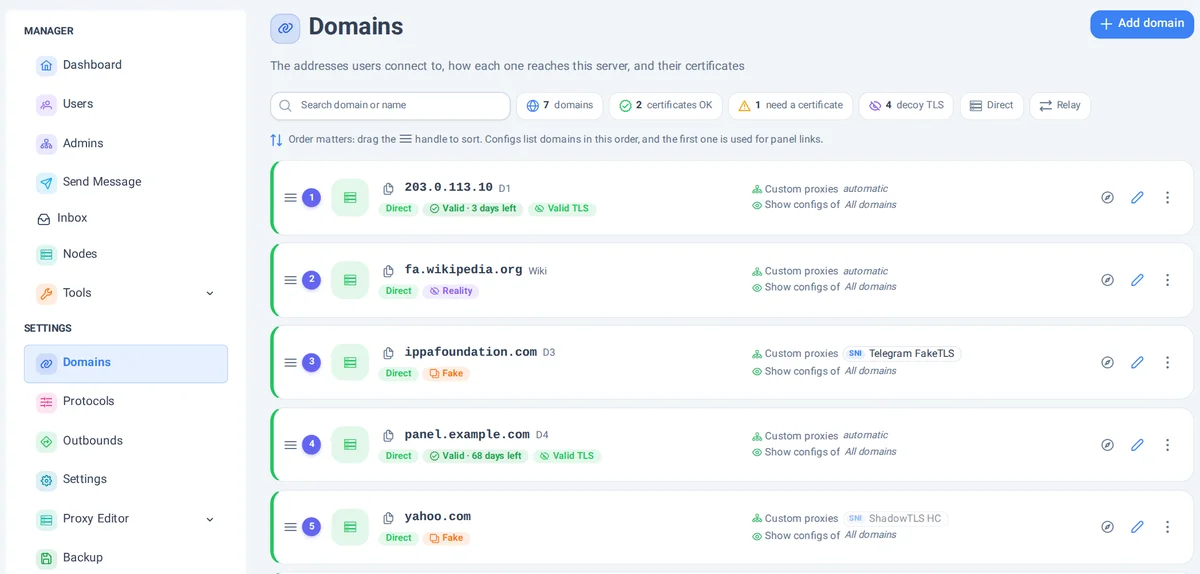 MANAGER
Dashboard
Users
Admins
Send Message
Inbox
Nodes
Tools
SETTINGS
Domains
Protocols
Outbounds
Settings
Proxy Editor
Backup
Domains
Add domain
The addresses users connect to, how each one reaches this server, and their certificates
Search domain or name
7 domains
2 certificates OK
1 need a certificate
4 decoy TLS
Direct
Relay
Order matters: drag the handle to sort. Configs list domains in this order, and the first one is used for panel links.
1
203.0.113.10 D1
Direct Valid · 3 days left Valid TLS
Custom proxies automatic
Show configs of All domains
2
fa.wikipedia.org Wiki
Direct Reality
Custom proxies automatic
Show configs of All domains
3
ippafoundation.com D3
Direct Fake
Custom proxies SNI Telegram FakeTLS
Show configs of All domains
4
panel.example.com D4
Direct Valid · 68 days left Valid TLS
Custom proxies automatic
Show configs of All domains
5
yahoo.com
Direct Fake
Custom proxies SNI ShadowTLS HC
Show configs of All domains